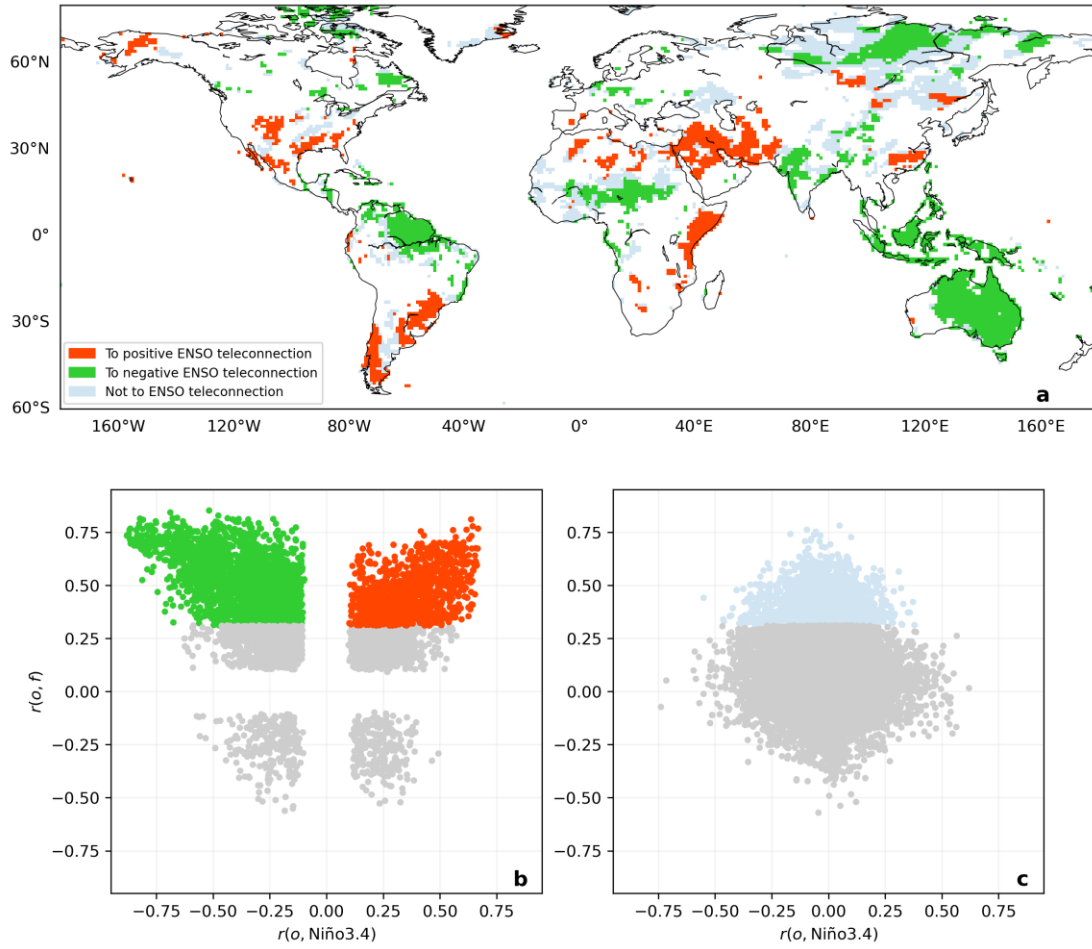 60°N
30°N
0°
30°S
60°S
To positive ENSO teleconnection
To negative ENSO teleconnection
Not to ENSO teleconnection
a
160°W 120°W 80°W 40°W 0° 40°E 80°E 120°E 160°E
0.75
0.50
0.25
0.00
−0.25
−0.50
−0.75
r(o, f)
b
−0.75 −0.50 −0.25 0.00 0.25 0.50 0.75
r(o, Niño3.4)
0.75
0.50
0.25
0.00
−0.25
−0.50
−0.75
c
−0.75 −0.50 −0.25 0.00 0.25 0.50 0.75
r(o, Niño3.4)